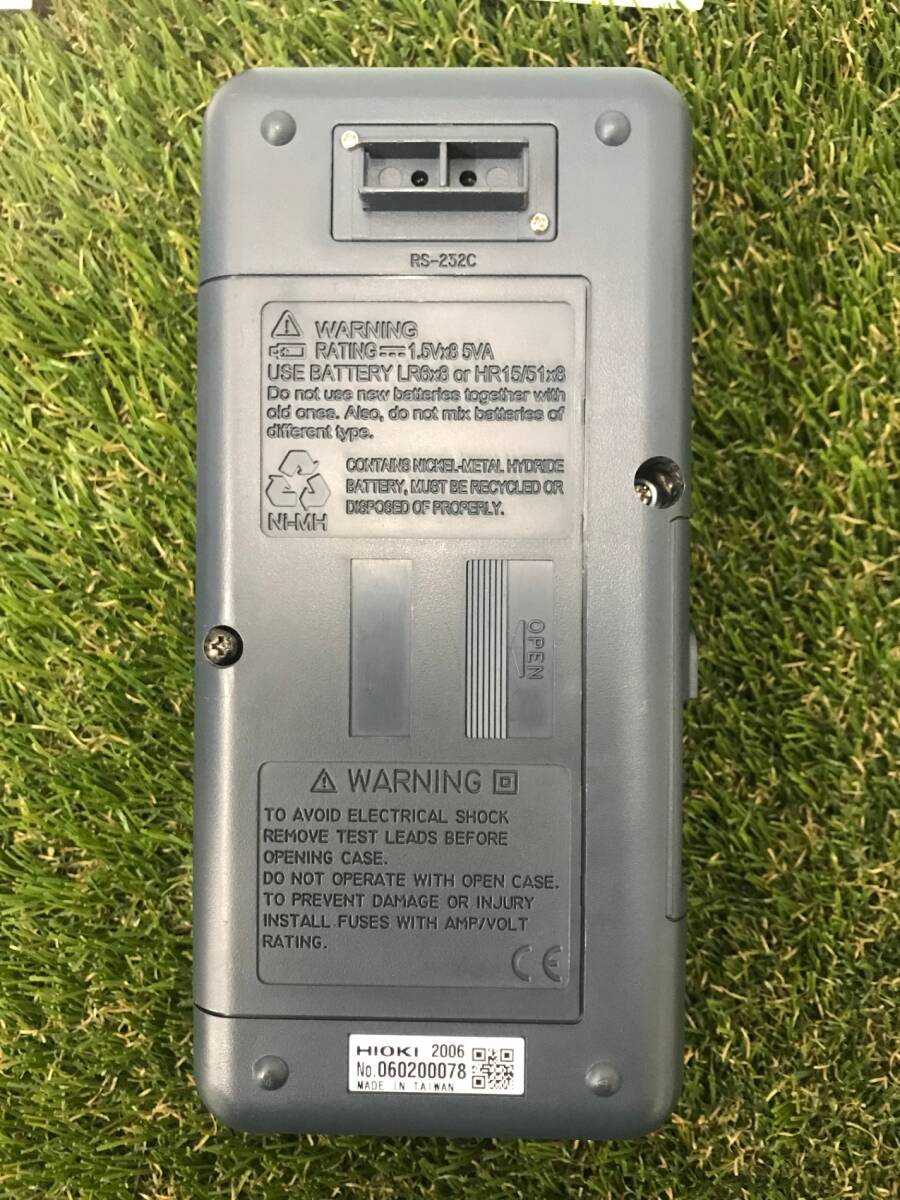 RS-232C
WARNING
RATING 1.5Vx8 5VA
USE BATTERY LR6x8 or HR15/51x8
Do not use new batteries together with
old ones. Also, do not mix batteries of
different type.
CONTAINS NICKEL-METAL HYDRIDE
BATTERY, MUST BE RECYCLED OR
DISPOSED OF PROPERLY.
Ni-MH
OPEN
WARNING
TO AVOID ELECTRICAL SHOCK
REMOVE TEST LEADS BEFORE
OPENING CASE.
DO NOT OPERATE WITH OPEN CASE.
TO PREVENT DAMAGE OR INJURY
INSTALL FUSES WITH AMP/VOLT
RATING.
CE
HIOKI 2006
No.060200078
MADE IN TAIWAN